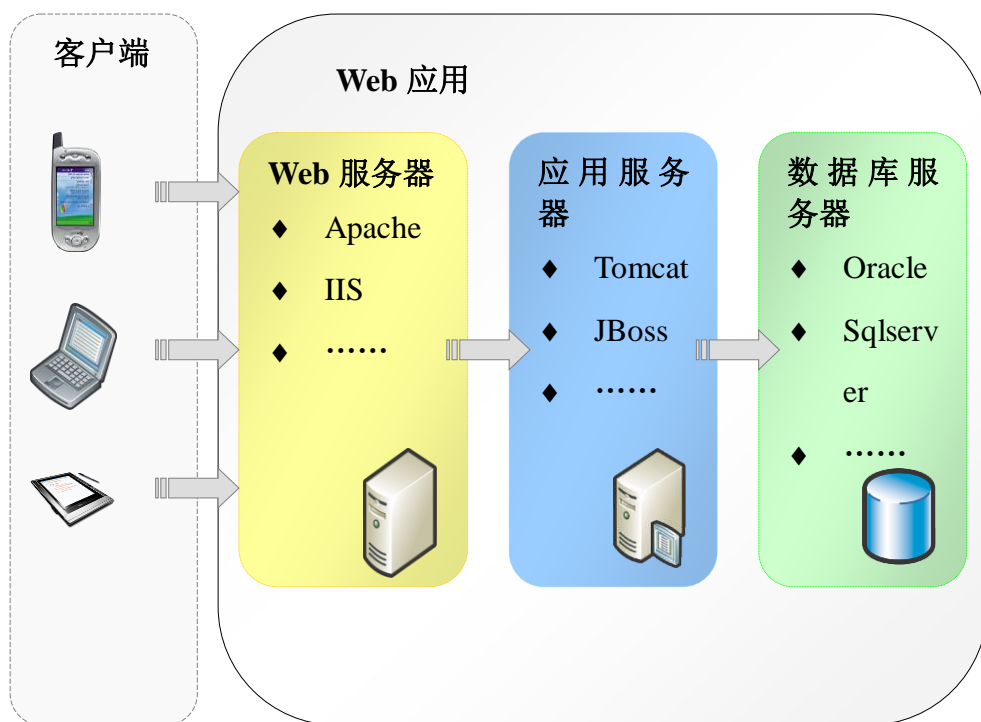 客户端
Web 应用
Web 服务器
♦ Apache
♦ IIS
♦ ……
应用服务
器
♦ Tomcat
♦ JBoss
♦ ……
数据库服
务器
♦ Oracle
♦ Sqlserv
er
♦ ……